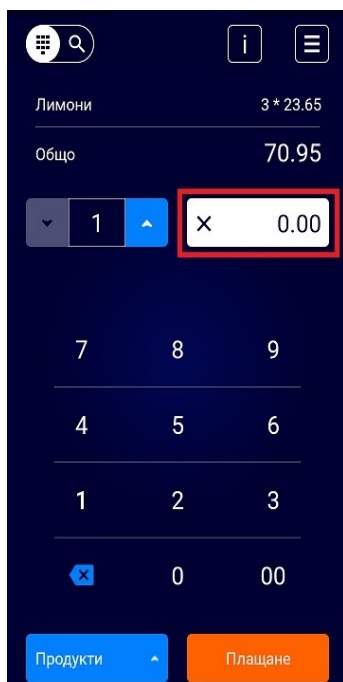 i
Лимони 3 * 23.65
Общо 70.95
1 × 0.00
7 8 9
4 5 6
1 2 3
0 00
Продукти Плащане